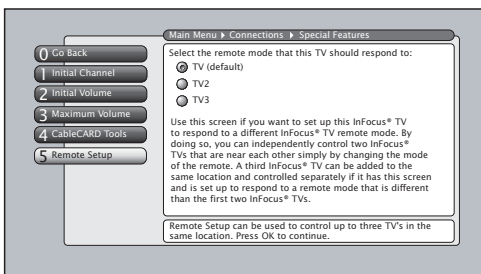 Main Menu ▸ Connections ▸ Special Features
0 Go Back
1 Initial Channel
2 Initial Volume
3 Maximum Volume
4 CableCARD Tools
5 Remote Setup
Select the remote mode that this TV should respond to:
TV (default)
TV2
TV3
Use this screen if you want to set up this InFocus® TV
to respond to a different InFocus® TV remote mode. By
doing so, you can independently control two InFocus®
TVs that are near each other simply by changing the mode
of the remote. A third InFocus® TV can be added to the
same location and controlled separately if it has this screen
and is set up to respond to a remote mode that is different
than the first two InFocus® TVs.
Remote Setup can be used to control up to three TV's in the
same location. Press OK to continue.